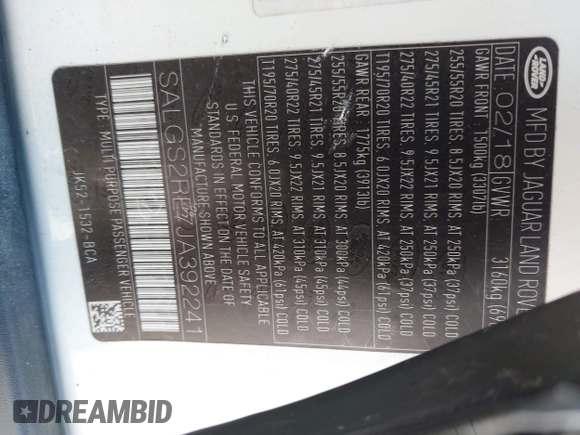 LAND
ROVER
MFD BY JAGUAR LAND ROVE
DATE: 02/18 GVWR 3160kg (69
GAWR FRONT 1500kg (3307lb)
255/55R20 TIRES, 8.5JX20 RIMS, AT 250kPa (37psi) COLD
275/45R21 TIRES, 9.5JX21 RIMS, AT 250kPa (37psi) COLD
275/40R22 TIRES, 9.5JX22 RIMS, AT 250kPa (37psi) COLD
T195/70R20 TIRES, 6.0JX20 RIMS, AT 420kPa (61psi) COLD
GAWR REAR 1775kg (3913lb)
255/55R20 TIRES, 8.5JX20 RIMS, AT 300kPa (44psi) COLD
275/45R21 TIRES, 9.5JX21 RIMS, AT 310kPa (45psi) COLD
275/40R22 TIRES, 9.5JX22 RIMS, AT 310kPa (45psi) COLD
T195/70R20 TIRES, 6.0JX20 RIMS, AT 420kPa (61psi) COLD
THIS VEHICLE CONFORMS TO ALL APPLICABLE
U.S. FEDERAL MOTOR VEHICLE SAFETY
STANDARDS IN EFFECT ON THE DATE OF
MANUFACTURE SHOWN ABOVE.
MULTI PURPOSE PASSENGER VEHICLE
JK52-1532-BCA
DREAMBID